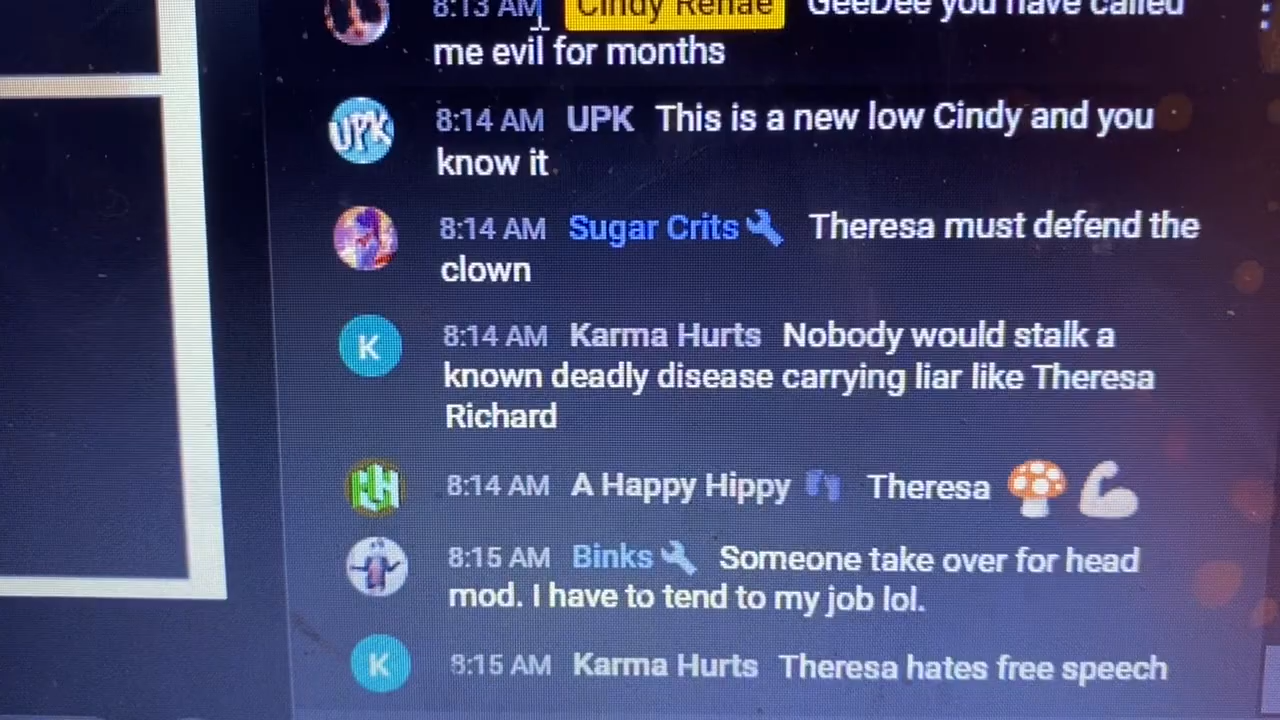 8:13 AM Cindy Renae GeeDee you have called
me evil for months
UPK
8:14 AM UPK This is a new low Cindy and you
know it
8:14 AM Sugar Crits Theresa must defend the
clown
K
8:14 AM Karma Hurts Nobody would stalk a
known deadly disease carrying liar like Theresa
Richard
8:14 AM A Happy Hippy Theresa
8:15 AM Binks Someone take over for head
mod. I have to tend to my job lol.
K
8:15 AM Karma Hurts Theresa hates free speech